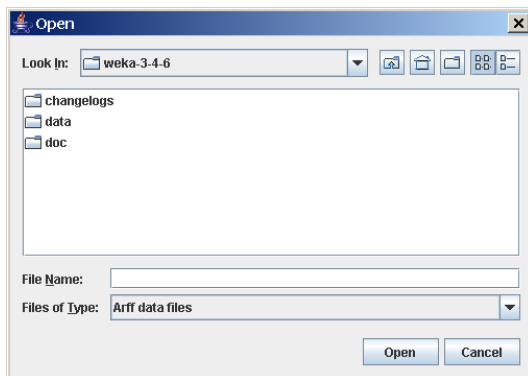 Open
Look In: weka-3-4-6
changelogs
data
doc
File Name:
Files of Type: Arff data files
Open Cancel